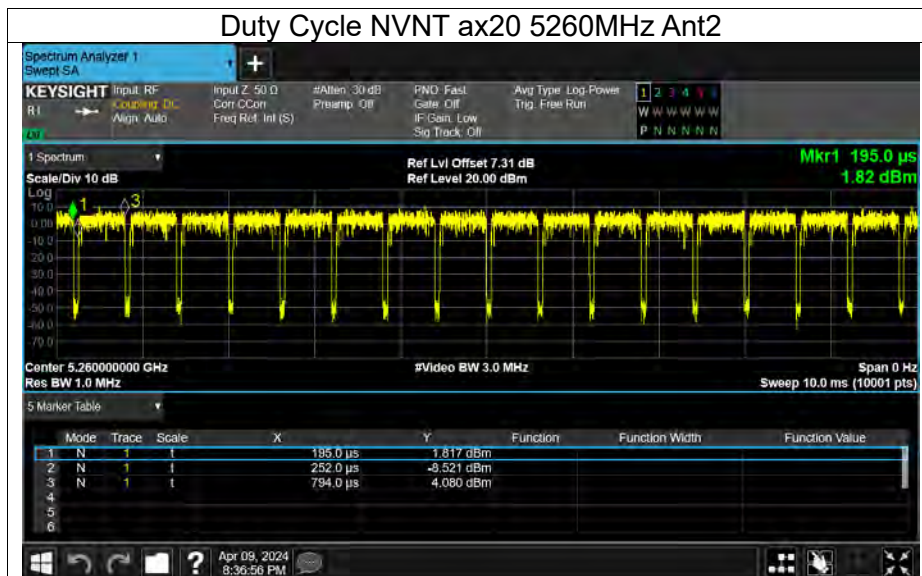 Duty Cycle NVNT ax20 5260MHz Ant2
Spectrum Analyzer 1
Swept SA
+
KEYSIGHT Input: RF Input Z: 50 Ω #Atten: 30 dB PNO: Fast Avg Type: Log-Power 1 2 3 4 5 6
Coupling: DC Corr CCorr Preamp: Off Gate: Off Trig: Free Run W W W W W W
Align: Auto Freq Ref: Int (S) IF Gain: Low
Sig Track: Off P N N N N N
1 Spectrum Ref Lvl Offset 7.31 dB Mkr1 195.0 µs
Scale/Div 10 dB Ref Level 20.00 dBm 1.82 dBm
Log
10.0
0.00
-10.0
-20.0
-30.0
-40.0
-50.0
-60.0
-70.0
1
3
Center 5.260000000 GHz #Video BW 3.0 MHz Span 0 Hz
Res BW 1.0 MHz Sweep 10.0 ms (10001 pts)
5 Marker Table
Mode Trace Scale X Y Function Function Width Function Value
1 N 1 t 195.0 µs 1.817 dBm
2 N 1 t 252.0 µs -8.521 dBm
3 N 1 t 794.0 µs 4.080 dBm
4
5
6
? Apr 09, 2024
8:36:56 PM